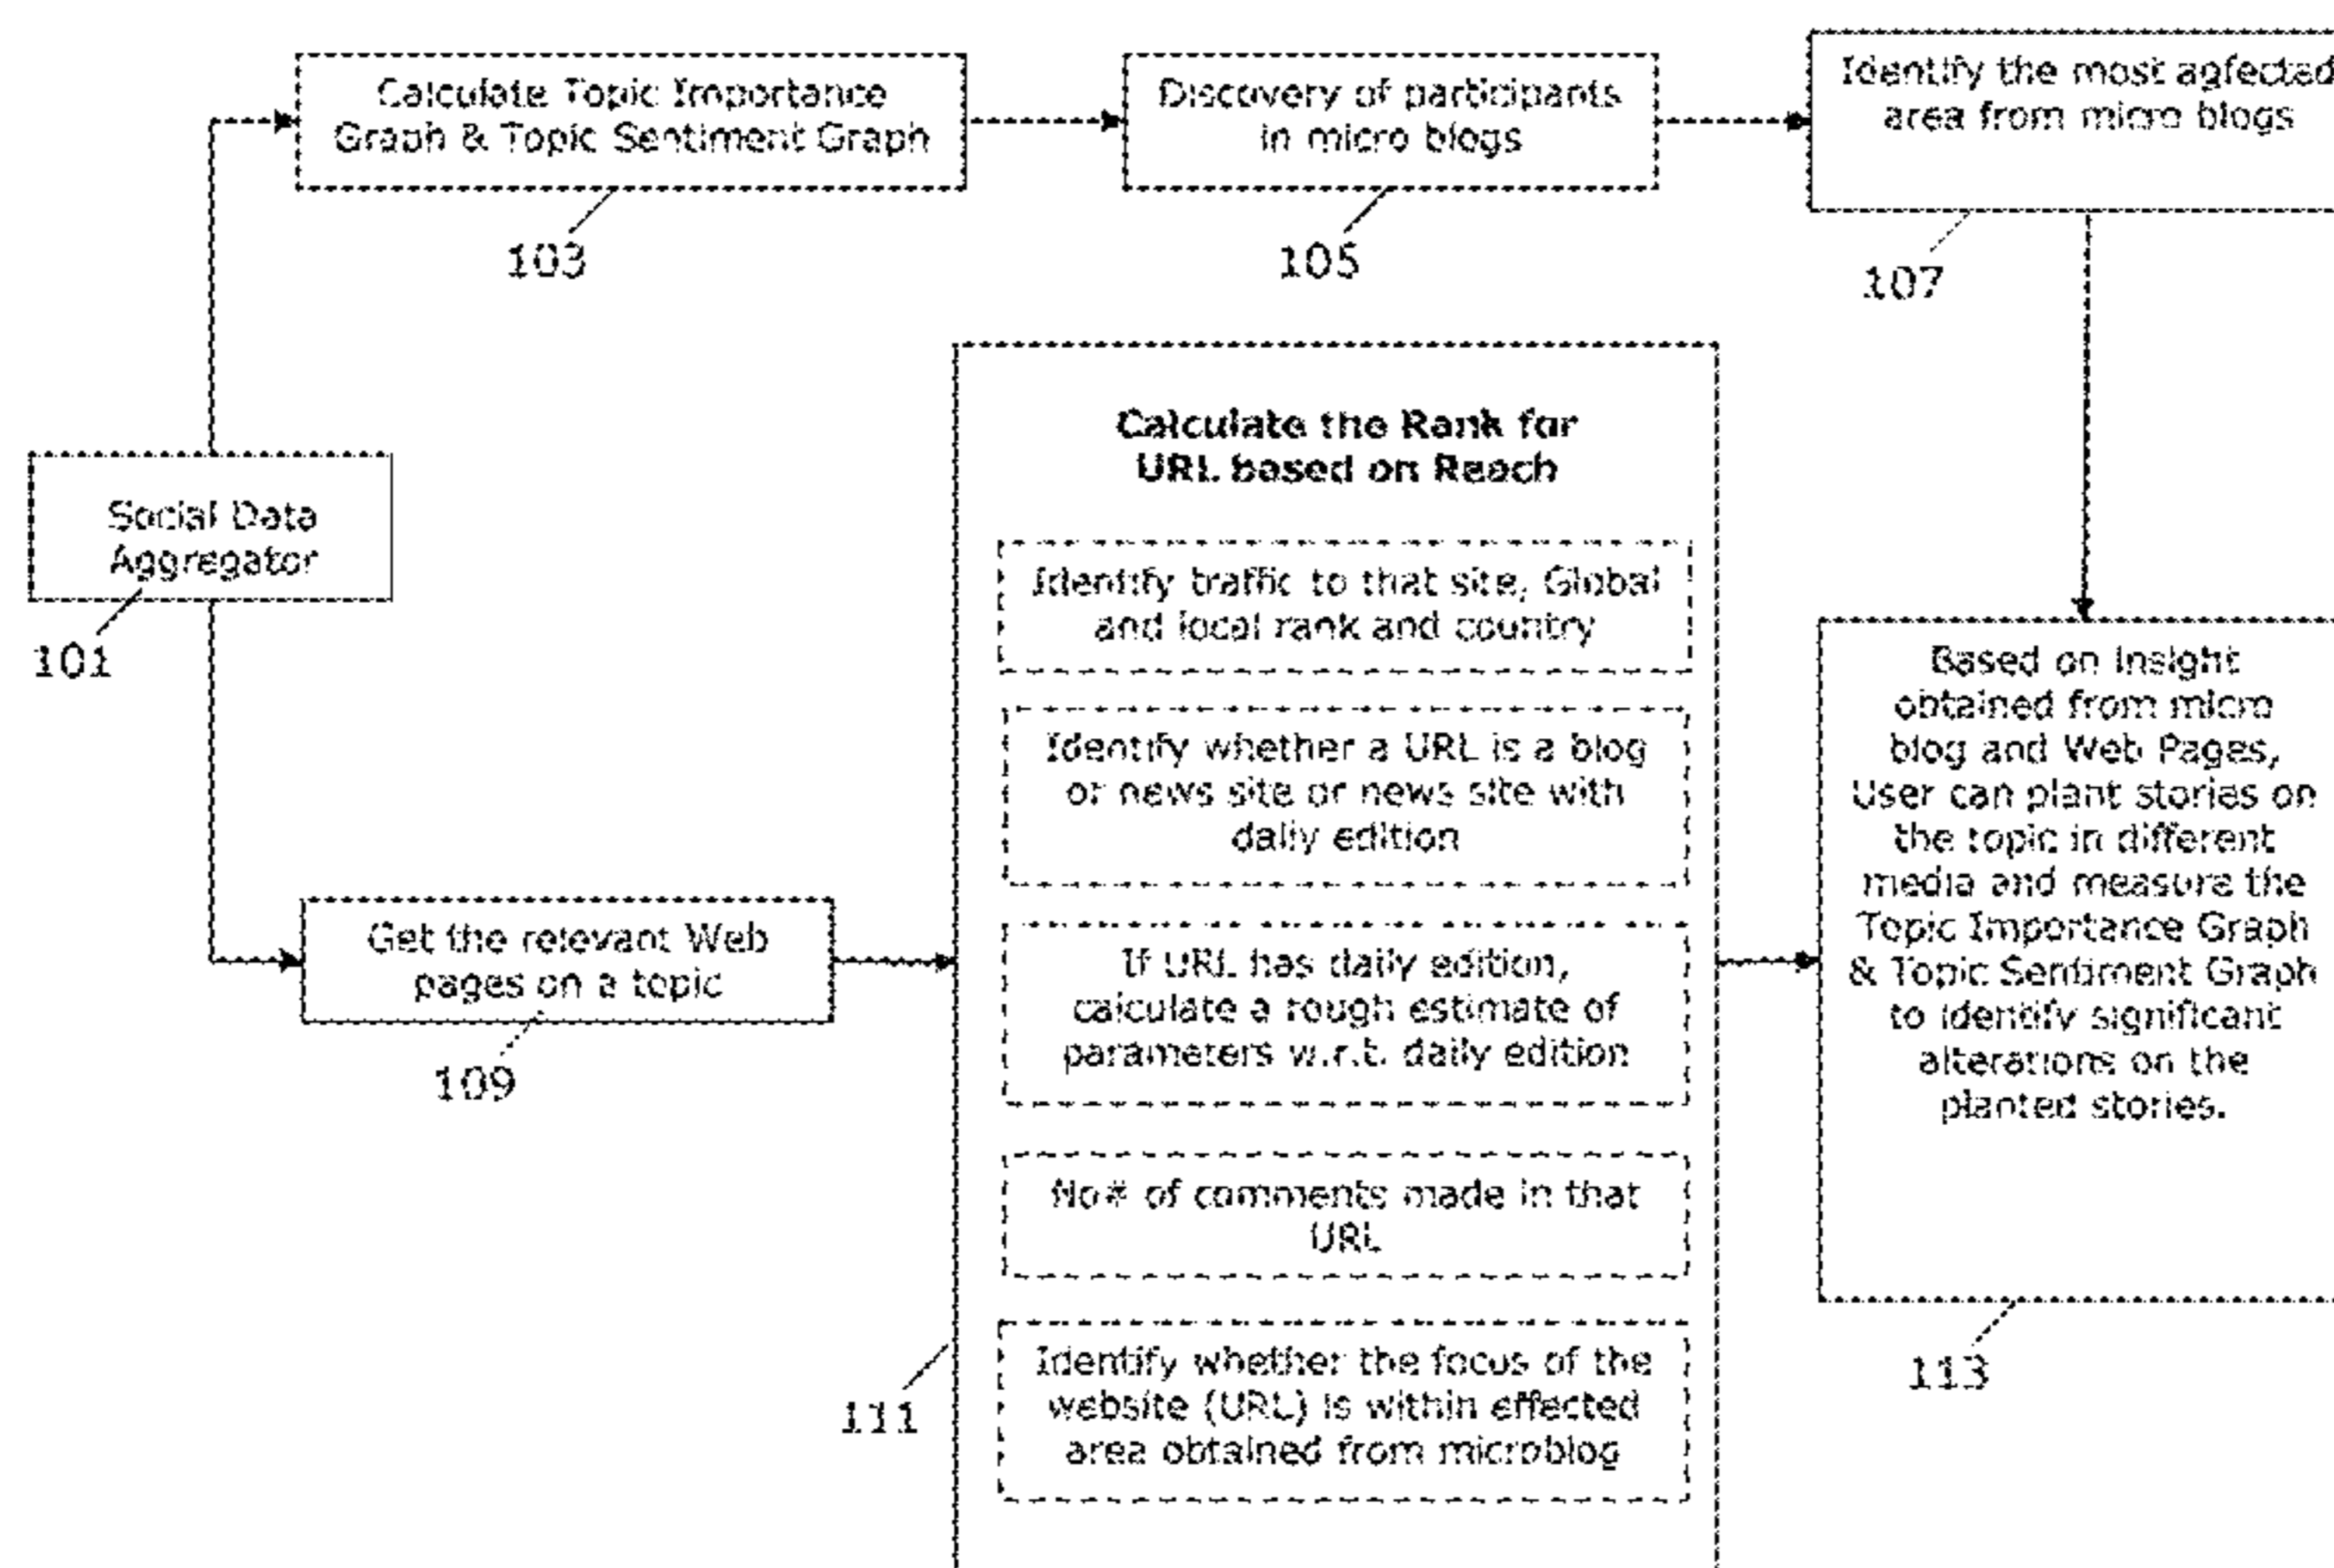 Calculate Topic Importance
Graph & Topic Sentiment Graph
103
Discovery of participants
in micro blogs
105
Identify the most agfected
area from micro blogs
107
Social Data
Aggregator
101
Get the relevant Web
pages on a topic
109
Calculate the Rank for
URL based on Reach
Identify traffic to that site, Global
and local rank and country
Identify whether a URL is a blog
or news site or news site with
daily edition
If URL has daily edition,
calculate a rough estimate of
parameters w.r.t. daily edition
No# of comments made in that
URL
Identify whether the focus of the
website (URL) is within effected
area obtained from microblog
111
Based on insight
obtained from micro
blog and Web Pages,
User can plant stories on
the topic in different
media and measure the
Topic Importance Graph
& Topic Sentiment Graph
to identify significant
alterations on the
planted stories.
113